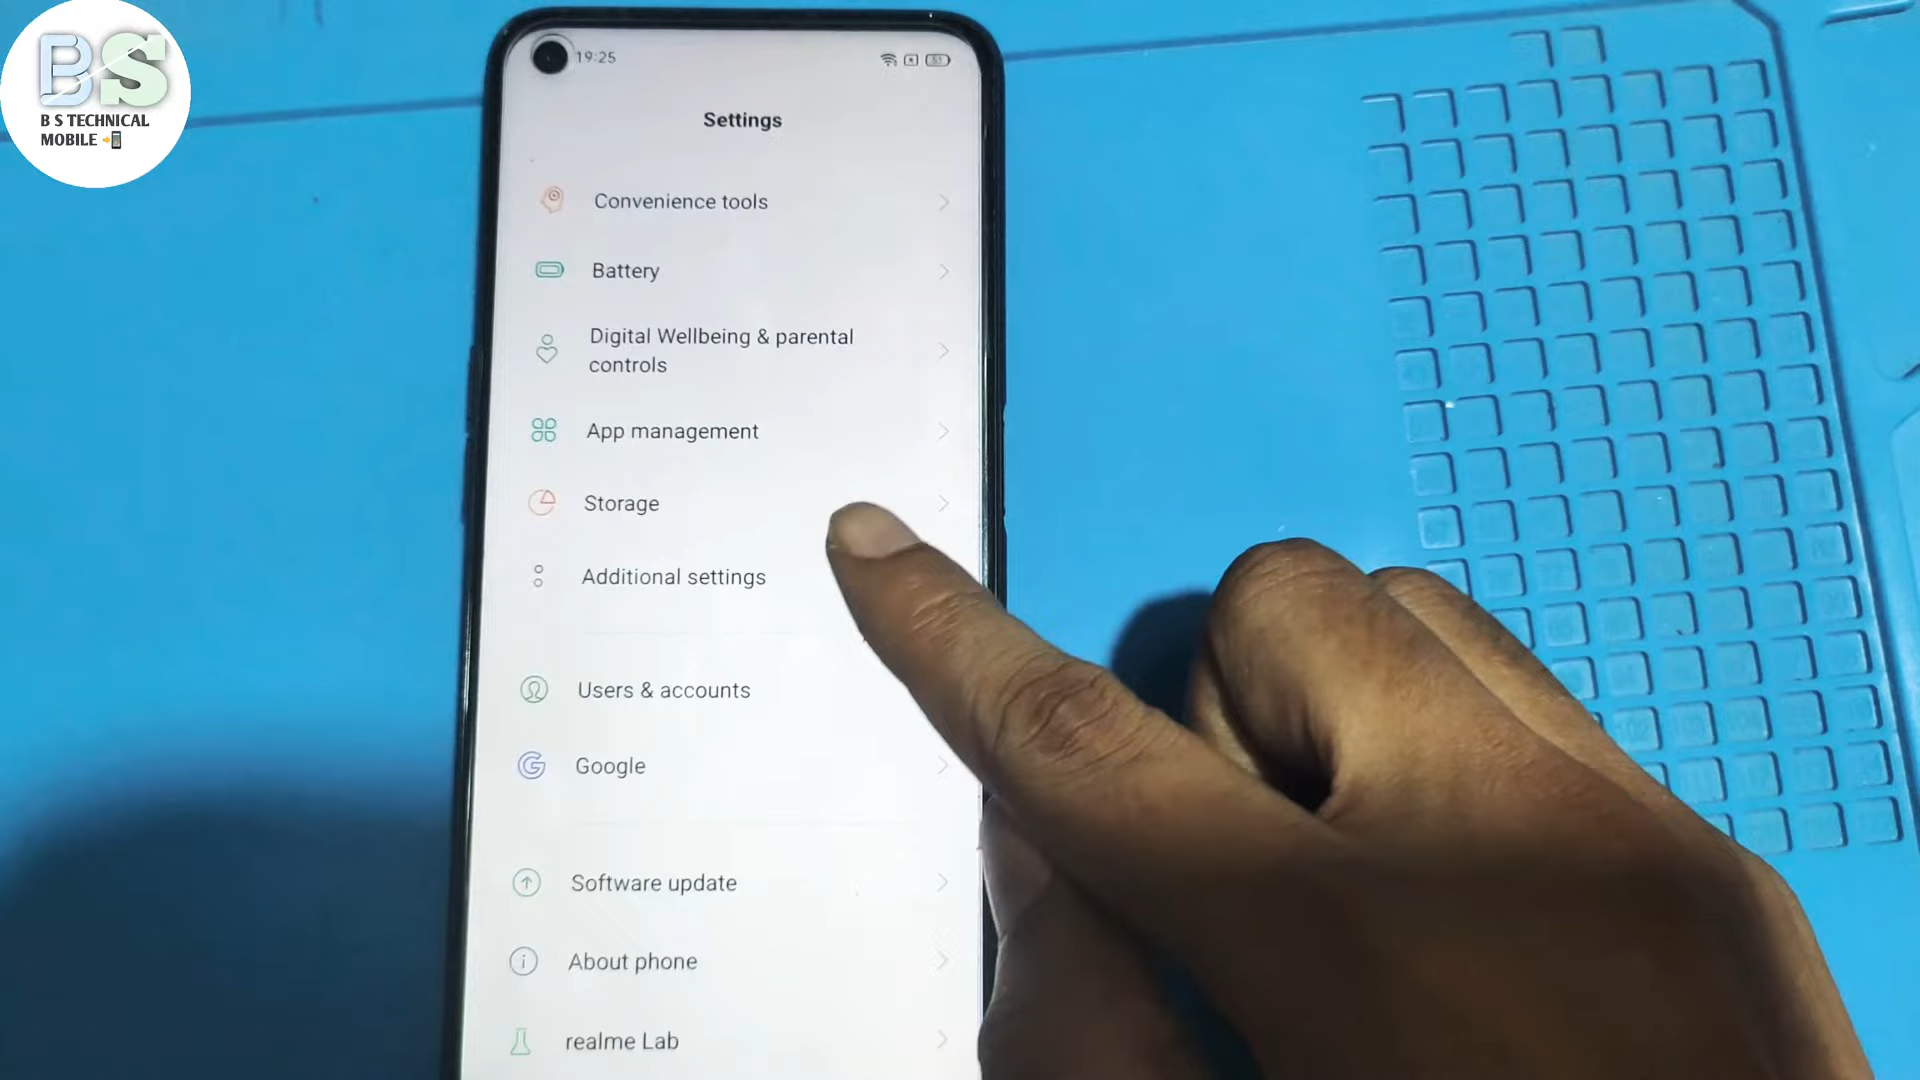 BS
B S TECHNICAL
MOBILE
19:25
Settings
Convenience tools
Battery
Digital Wellbeing & parental
controls
App management
Storage
Additional settings
Users & accounts
Google
Software update
About phone
realme Lab